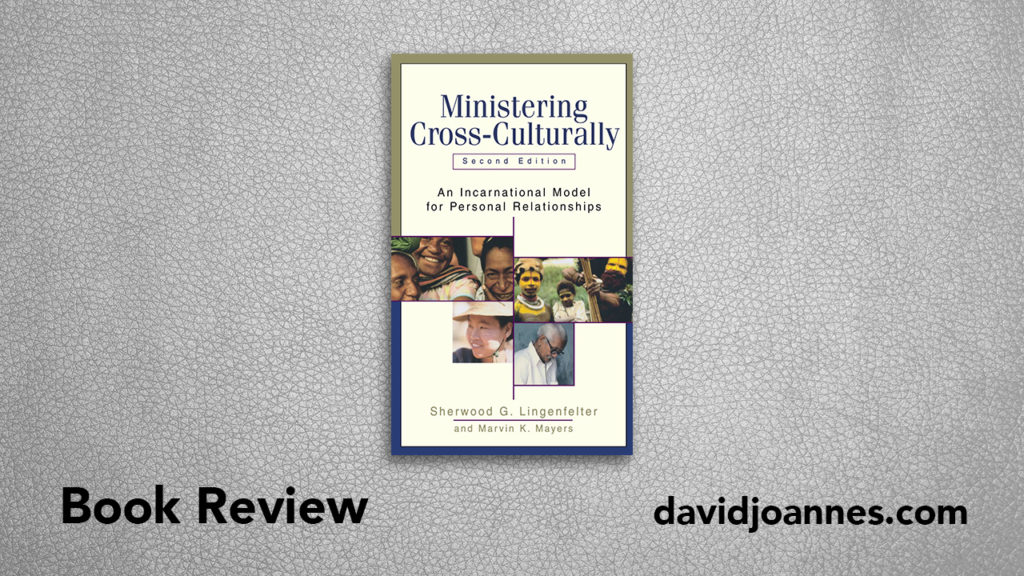 Ministering
Cross-Culturally
Second Edition
An Incarnational Model
for Personal Relationships
Sherwood G. Lingenfelter
and Marvin K. Mayers
Book Review
davidjoannes.com